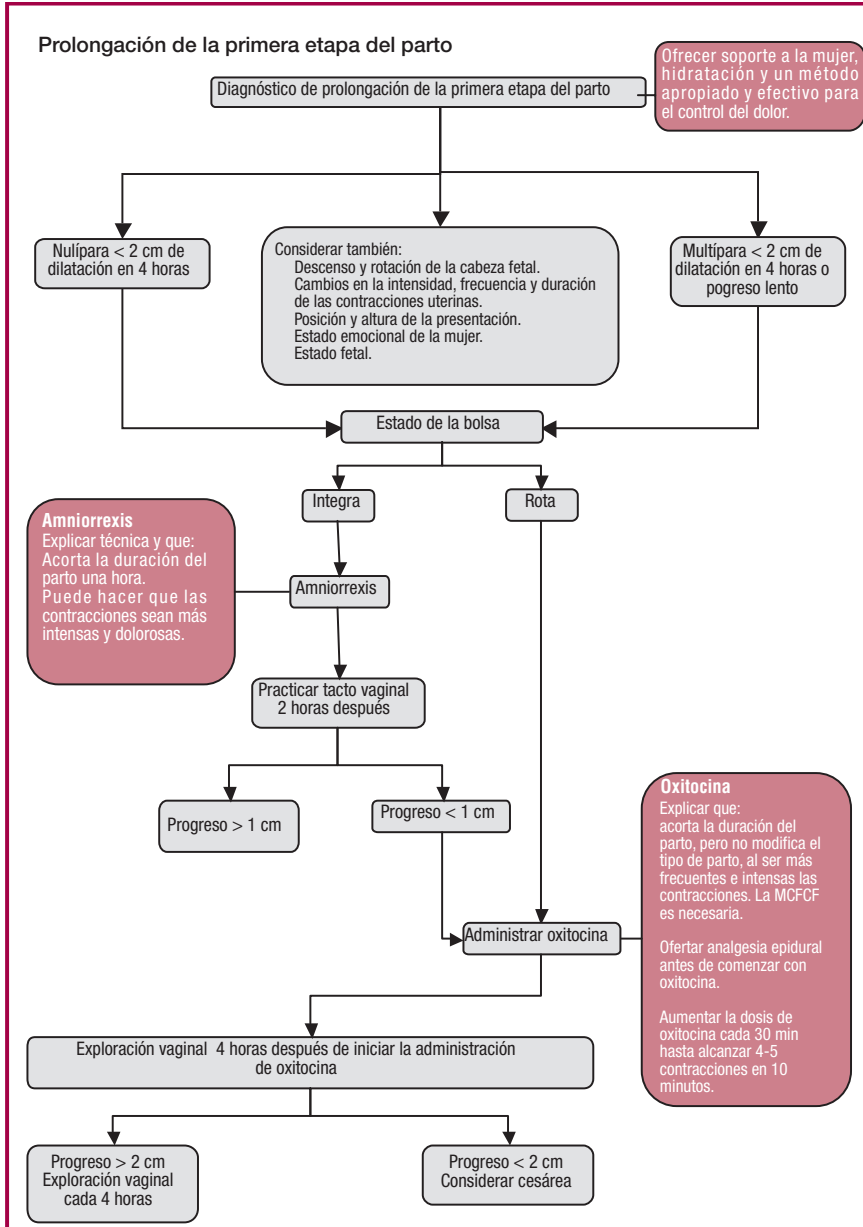 Prolongación de la primera etapa del parto
Diagnóstico de prolongación de la primera etapa del parto
Ofrecer soporte a la mujer,
hidratación y un método
apropiado y efectivo para
el control del dolor.
Nulípara < 2 cm de
dilatación en 4 horas
Considerar también:
Descenso y rotación de la cabeza fetal.
Cambios en la intensidad, frecuencia y duración
de las contracciones uterinas.
Posición y altura de la presentación.
Estado emocional de la mujer.
Estado fetal.
Multípara < 2 cm de
dilatación en 4 horas o
pogreso lento
Estado de la bolsa
Integra
Rota
Amniorrexis
Explicar técnica y que:
Acorta la duración del
parto una hora.
Puede hacer que las
contracciones sean más
intensas y dolorosas.
Amniorrexis
Practicar tacto vaginal
2 horas después
Progreso > 1 cm
Progreso < 1 cm
Oxitocina
Explicar que:
acorta la duración del
parto, pero no modifica el
tipo de parto, al ser más
frecuentes e intensas las
contracciones. La MCFCF
es necesaria.
Ofertar analgesia epidural
antes de comenzar con
oxitocina.
Aumentar la dosis de
oxitocina cada 30 min
hasta alcanzar 4-5
contracciones en 10
minutos.
Administrar oxitocina
Exploración vaginal 4 horas después de iniciar la administración
de oxitocina
Progreso > 2 cm
Exploración vaginal
cada 4 horas
Progreso < 2 cm
Considerar cesárea